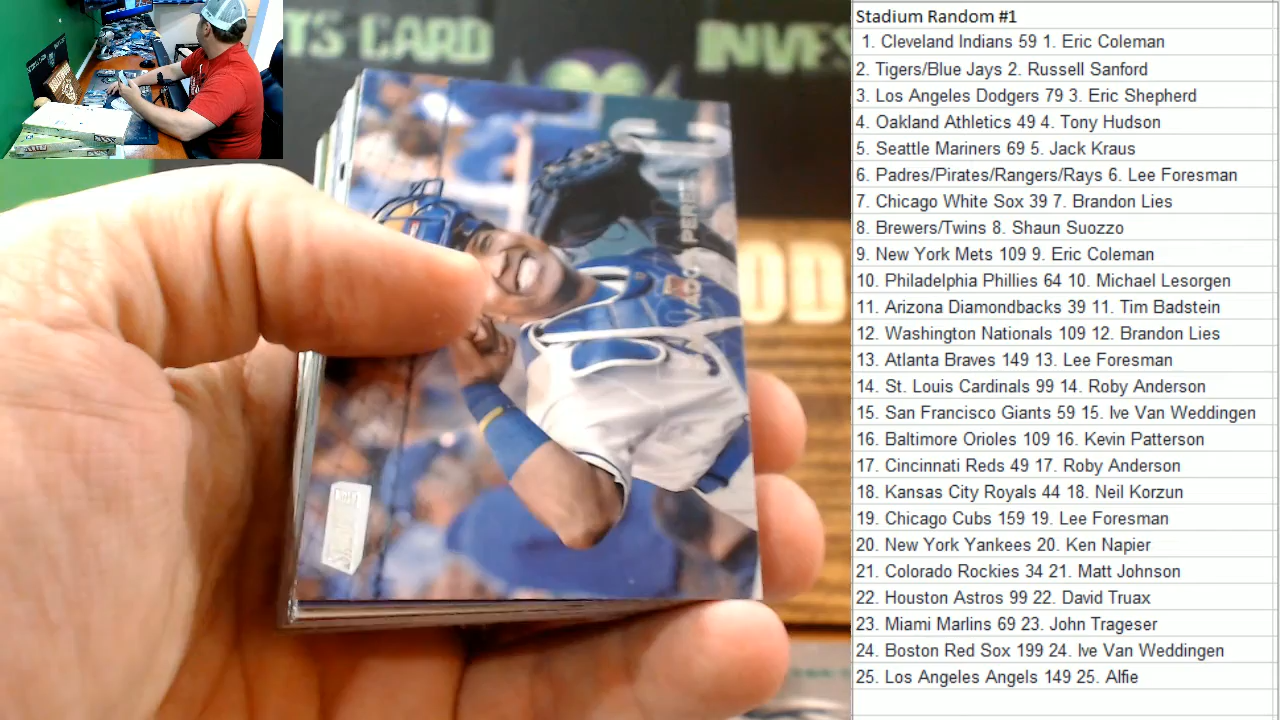 TS CARD INVES
OD
Stadium Random #1
1. Cleveland Indians 59 1. Eric Coleman
2. Tigers/Blue Jays 2. Russell Sanford
3. Los Angeles Dodgers 79 3. Eric Shepherd
4. Oakland Athletics 49 4. Tony Hudson
5. Seattle Mariners 69 5. Jack Kraus
6. Padres/Pirates/Rangers/Rays 6. Lee Foresman
7. Chicago White Sox 39 7. Brandon Lies
8. Brewers/Twins 8. Shaun Suozzo
9. New York Mets 109 9. Eric Coleman
10. Philadelphia Phillies 64 10. Michael Lesorgen
11. Arizona Diamondbacks 39 11. Tim Badstein
12. Washington Nationals 109 12. Brandon Lies
13. Atlanta Braves 149 13. Lee Foresman
14. St. Louis Cardinals 99 14. Roby Anderson
15. San Francisco Giants 59 15. Ive Van Weddingen
16. Baltimore Orioles 109 16. Kevin Patterson
17. Cincinnati Reds 49 17. Roby Anderson
18. Kansas City Royals 44 18. Neil Korzun
19. Chicago Cubs 159 19. Lee Foresman
20. New York Yankees 20. Ken Napier
21. Colorado Rockies 34 21. Matt Johnson
22. Houston Astros 99 22. David Truax
23. Miami Marlins 69 23. John Trageser
24. Boston Red Sox 199 24. Ive Van Weddingen
25. Los Angeles Angels 149 25. Alfie